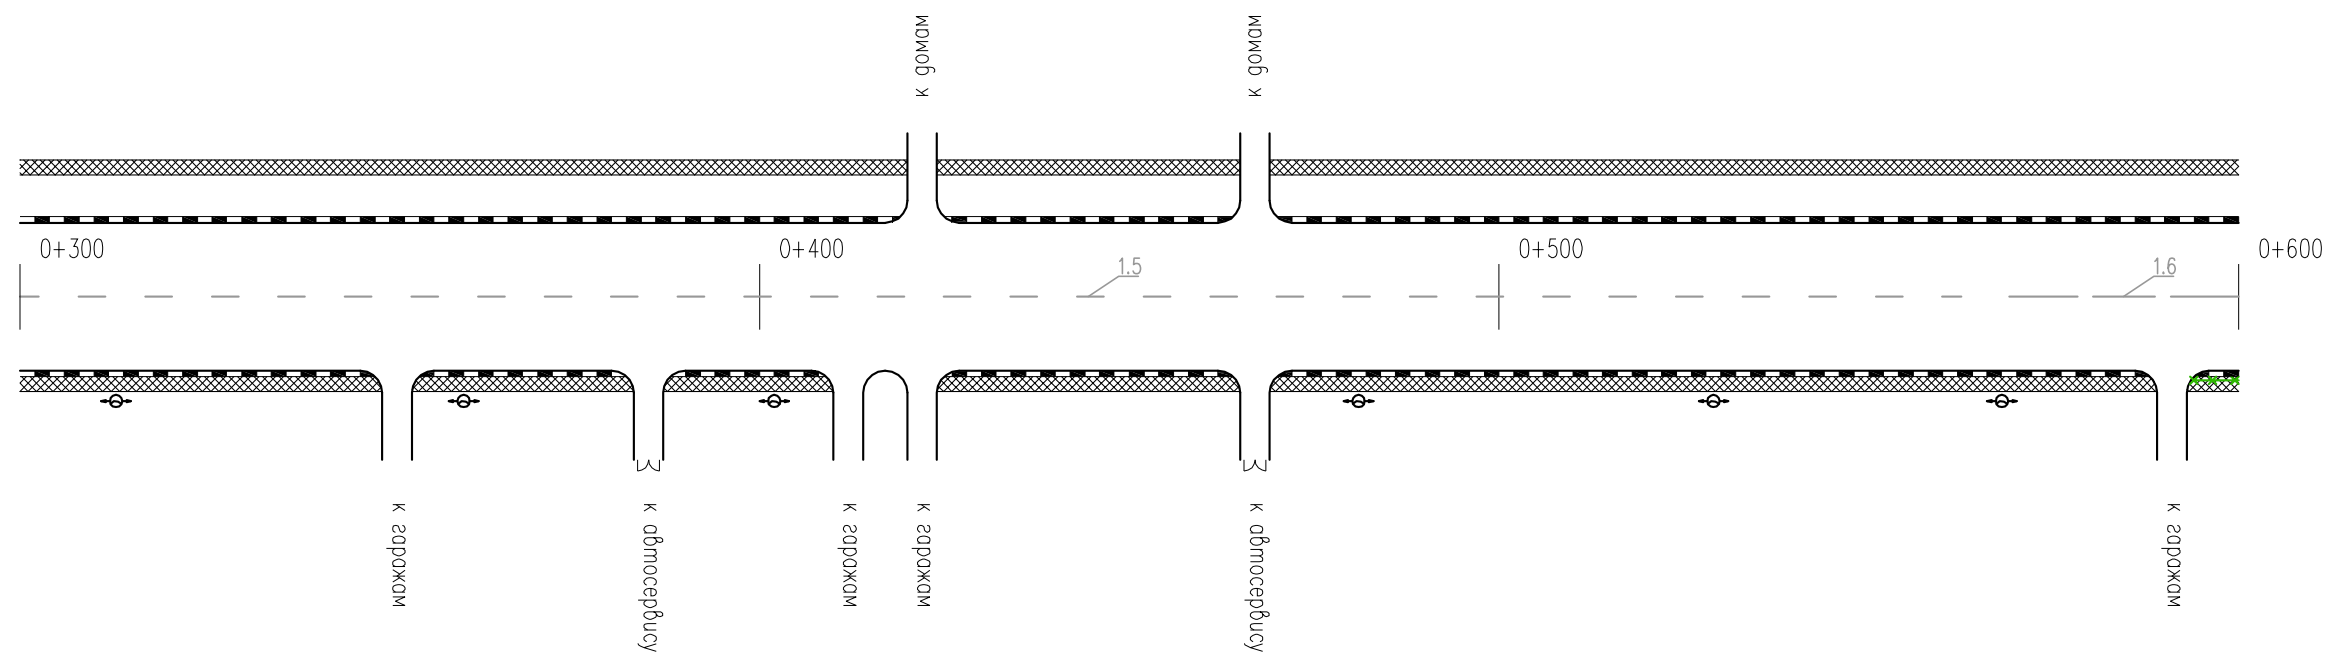 к домам
к домам
0+300
0+400
0+500
0+600
1.5
1.6
к гаражам
к автосервису
к гаражам
к гаражам
к автосервису
к гаражам